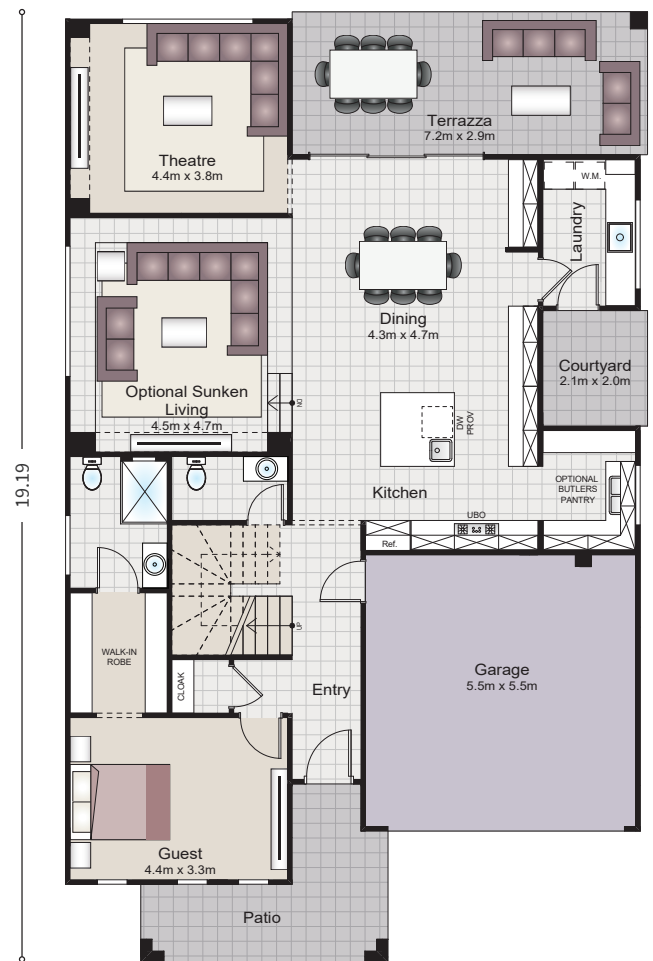 Terrazza
7.2m x 2.9m
Theatre
4.4m x 3.8m
W.M.
Laundry
Dining
4.3m x 4.7m
Courtyard
2.1m x 2.0m
Optional Sunken
Living
4.5m x 4.7m
DN
DW
PROV
19.19
Kitchen
OPTIONAL
BUTLERS
PANTRY
UBO
Ref.
UP
WALK-IN
ROBE
CLOAK
Entry
Garage
5.5m x 5.5m
Guest
4.4m x 3.3m
Patio